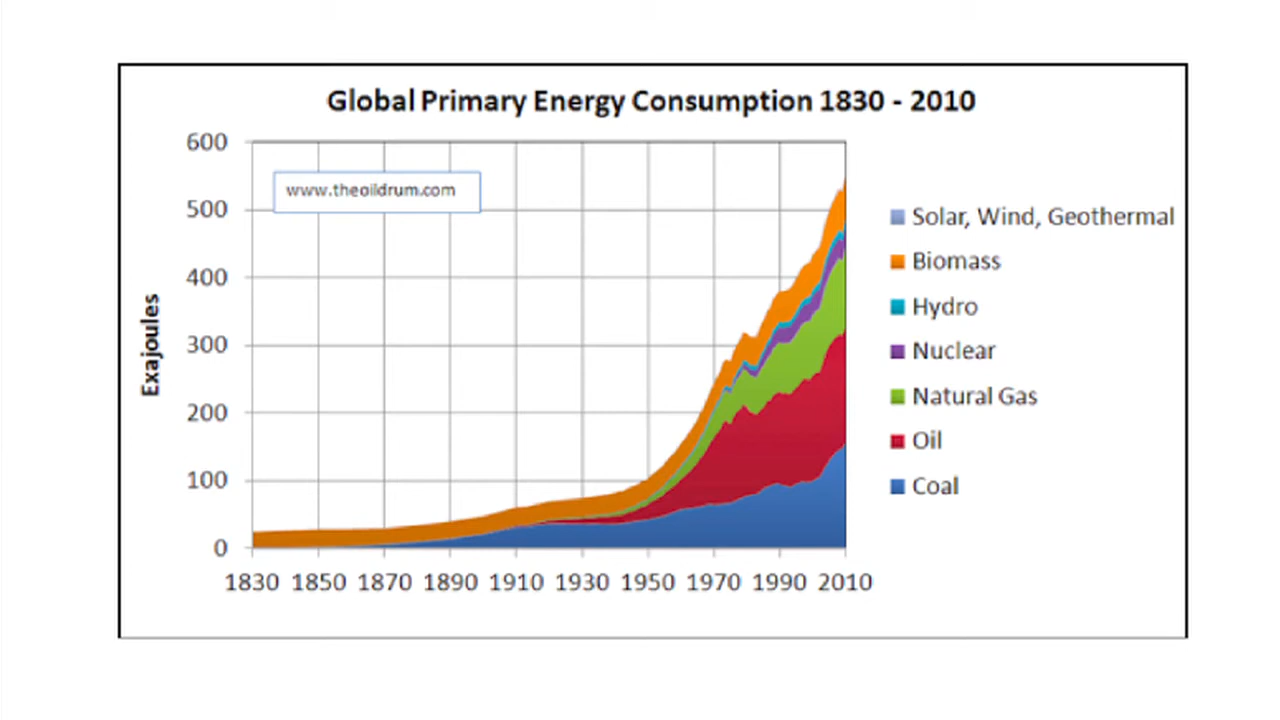 Global Primary Energy Consumption 1830 - 2010
600
www.theoildrum.com
500
400
300
200
100
0
Exajoules
1830 1850 1870 1890 1910 1930 1950 1970 1990 2010
Solar, Wind, Geothermal
Biomass
Hydro
Nuclear
Natural Gas
Oil
Coal